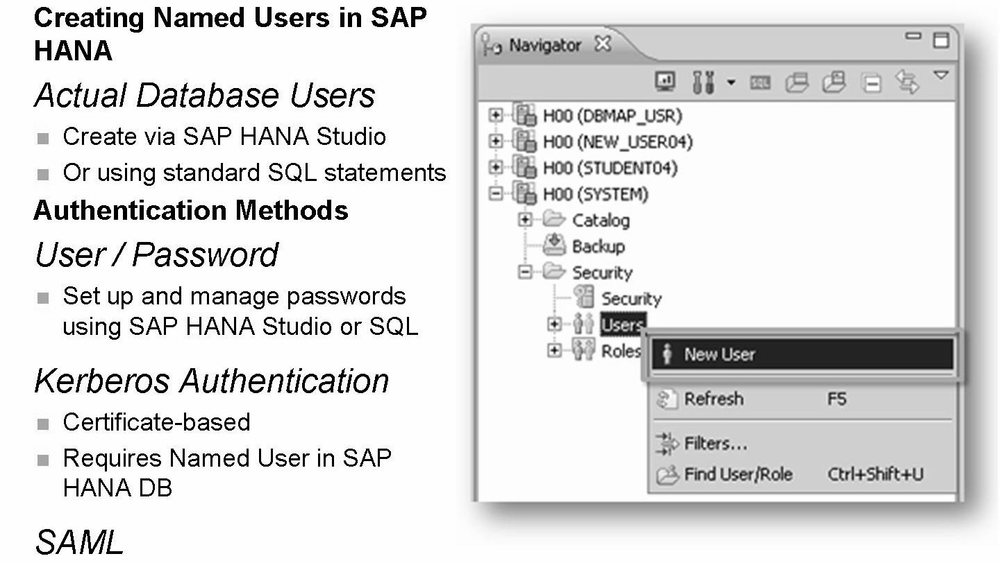 Creating Named Users in SAP
HANA
Actual Database Users
Create via SAP HANA Studio
Or using standard SQL statements
Authentication Methods
User / Password
Set up and manage passwords
using SAP HANA Studio or SQL
Kerberos Authentication
Certificate-based
Requires Named User in SAP
HANA DB
SAML
Navigator
SQL
H00 (DBMAP_USR)
H00 (NEW_USER04)
H00 (STUDENT04)
H00 (SYSTEM)
Catalog
Backup
Security
Security
Users
Roles
New User
Refresh F5
Filters...
Find User/Role Ctrl+Shift+U